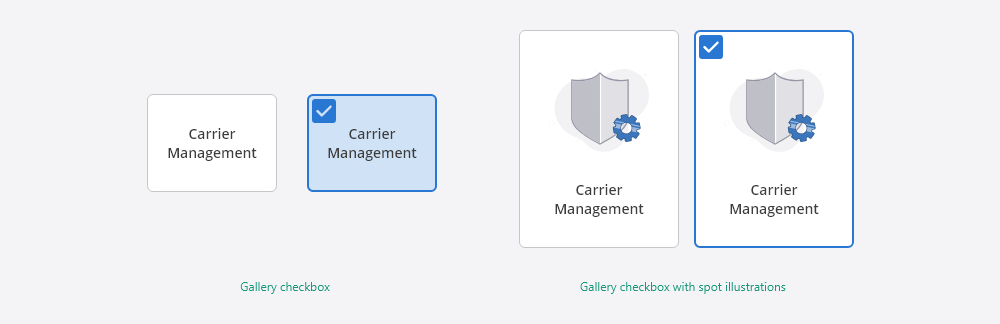 Carrier
Management
Carrier
Management
Carrier
Management
Carrier
Management
Gallery checkbox
Gallery checkbox with spot illustrations